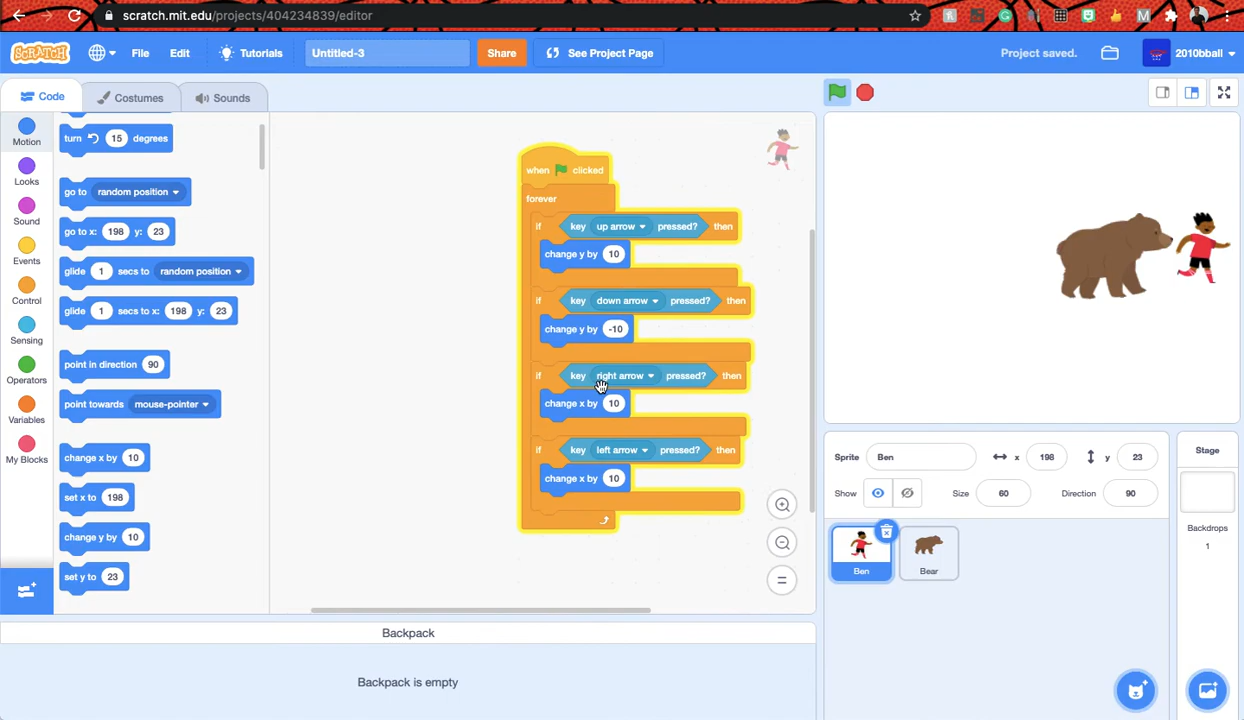 scratch.mit.edu/projects/404234839/editor
SCRATCH File Edit Tutorials Untitled-3 Share See Project Page Project saved. 2010bball
Code Costumes Sounds
Motion
Looks
Sound
Events
Control
Sensing
Operators
Variables
My Blocks
turn 15 degrees
go to random position
go to x: 198 y: 23
glide 1 secs to random position
glide 1 secs to x: 198 y: 23
point in direction 90
point towards mouse-pointer
change x by 10
set x to 198
change y by 10
set y to 23
when clicked
forever
if key up arrow pressed? then
change y by 10
if key down arrow pressed? then
change y by -10
if key right arrow pressed? then
change x by 10
if key left arrow pressed? then
change x by 10
Sprite Ben x 198 y 23
Show Size 60 Direction 90
Ben Bear
Stage
Backdrops
1
Backpack
Backpack is empty